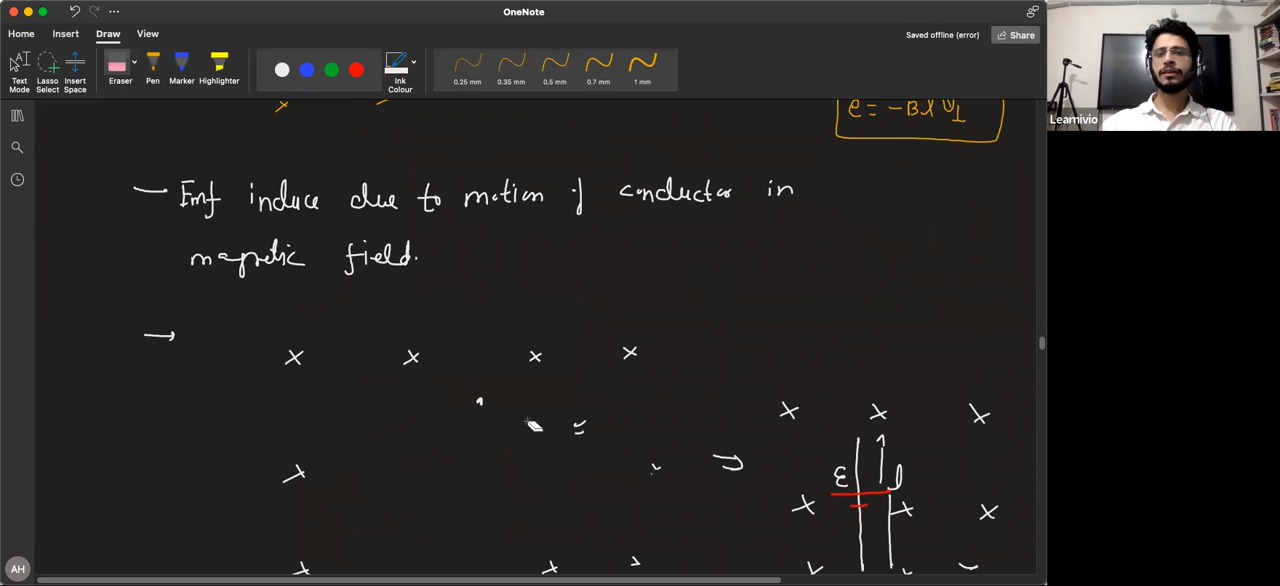 OneNote
Home Insert Draw View
Saved offline (error) Share
Text Mode
Lasso Select
Insert Space
Eraser
Pen
Marker
Highlighter
Ink Colour
0.25 mm 0.35 mm 0.5 mm 0.7 mm 1 mm
Learnivio
— Emf induce due to motion of conductor in
magnetic field.
→
x x x x
x x x
ε l
x
x x x
x
AH